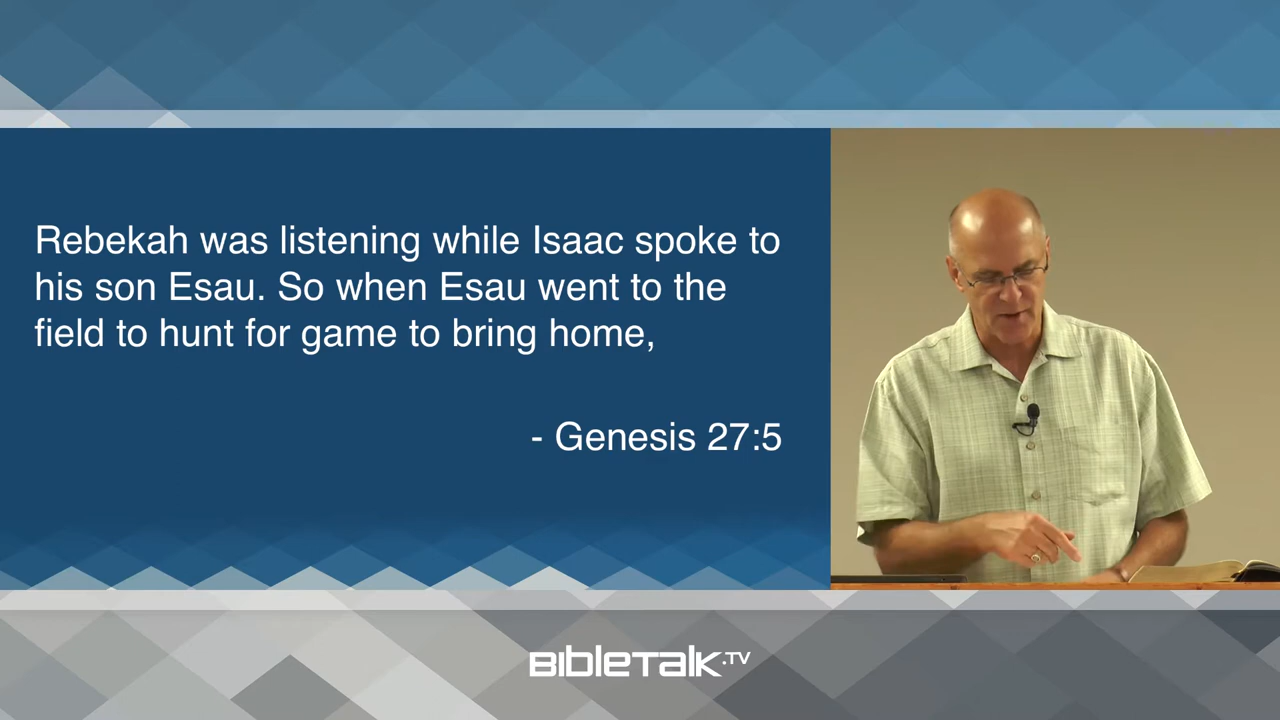 Rebekah was listening while Isaac spoke to
his son Esau. So when Esau went to the
field to hunt for game to bring home,
- Genesis 27:5
BIBLETALK.TV